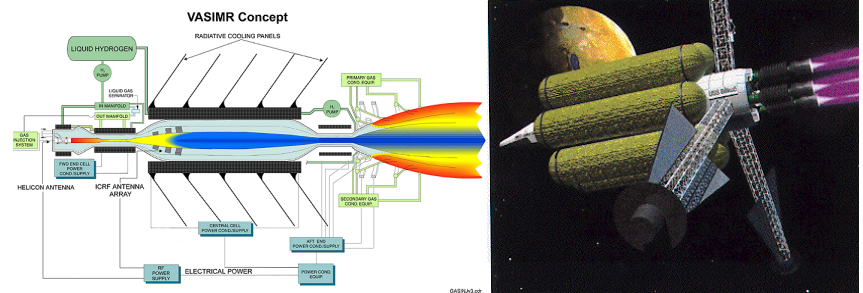 VASIMR Concept
RADIATIVE COOLING PANELS
LIQUID HYDROGEN
H₂
PUMP
LIQUID GAS
SEPARATOR
IN MANIFOLD
OUT MANIFOLD
GAS
INJECTION
SYSTEM
FWD END CELL
POWER
COND./SUPPLY
HELICON ANTENNA
ICRF ANTENNA
ARRAY
H₂
PUMP
PRIMARY GAS
COND. EQUIP.
SECONDARY GAS
COND. EQUIP.
CENTRAL CELL
POWER COND./SUPPLY
AFT END
POWER COND./SUPPLY
RF
POWER
SUPPLY
ELECTRICAL POWER
POWER COND.
EQUIP.
GASINJv3.cdr